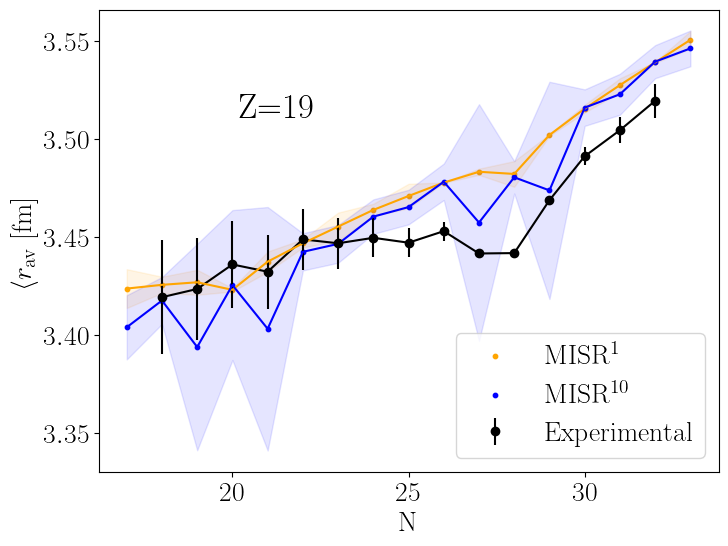 3.55
3.50
3.45
3.40
3.35
⟨r_av [fm]
Z=19
MISR¹
MISR¹⁰
Experimental
20
25
30
N